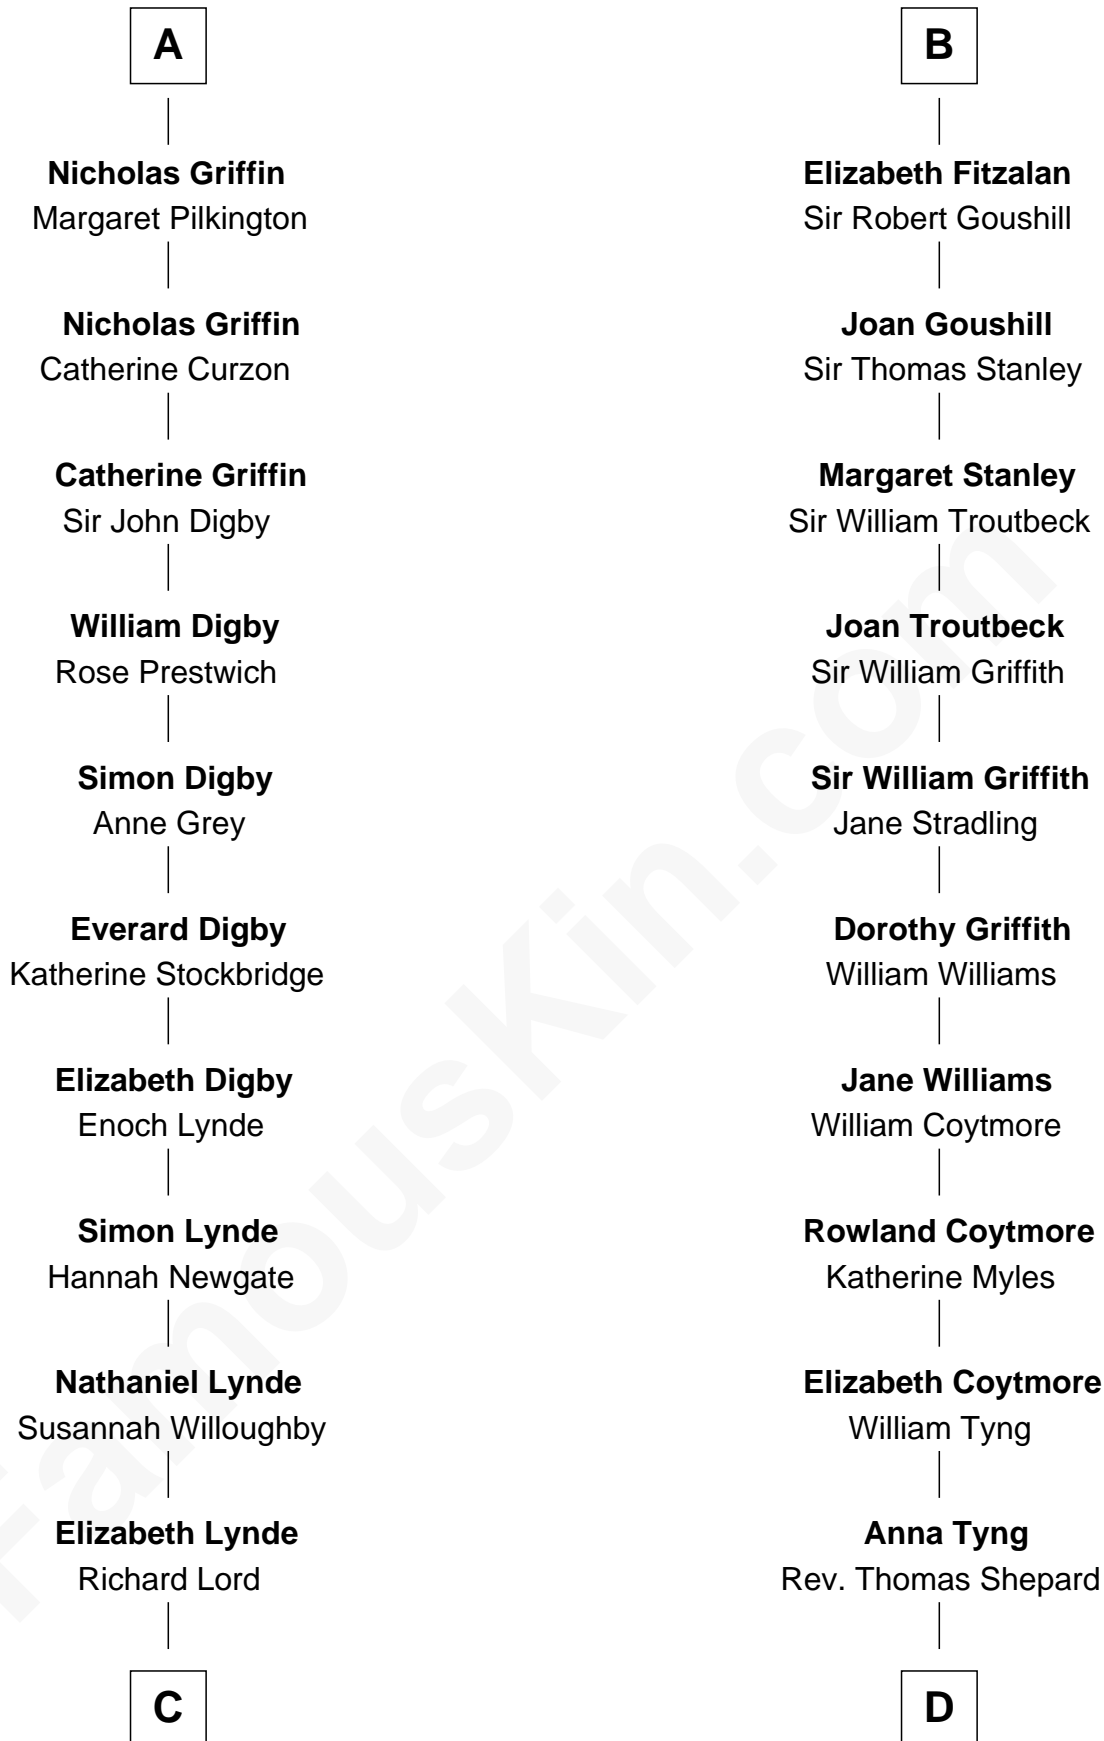 A
Nicholas Griffin
Margaret Pilkington
Nicholas Griffin
Catherine Curzon
Catherine Griffin
Sir John Digby
William Digby
Rose Prestwich
Simon Digby
Anne Grey
Everard Digby
Katherine Stockbridge
Elizabeth Digby
Enoch Lynde
Simon Lynde
Hannah Newgate
Nathaniel Lynde
Susannah Willoughby
Elizabeth Lynde
Richard Lord
C
B
Elizabeth Fitzalan
Sir Robert Goushill
Joan Goushill
Sir Thomas Stanley
Margaret Stanley
Sir William Troutbeck
Joan Troutbeck
Sir William Griffith
Sir William Griffith
Jane Stradling
Dorothy Griffith
William Williams
Jane Williams
William Coytmore
Rowland Coytmore
Katherine Myles
Elizabeth Coytmore
William Tyng
Anna Tyng
Rev. Thomas Shepard
D
FamousKin.com